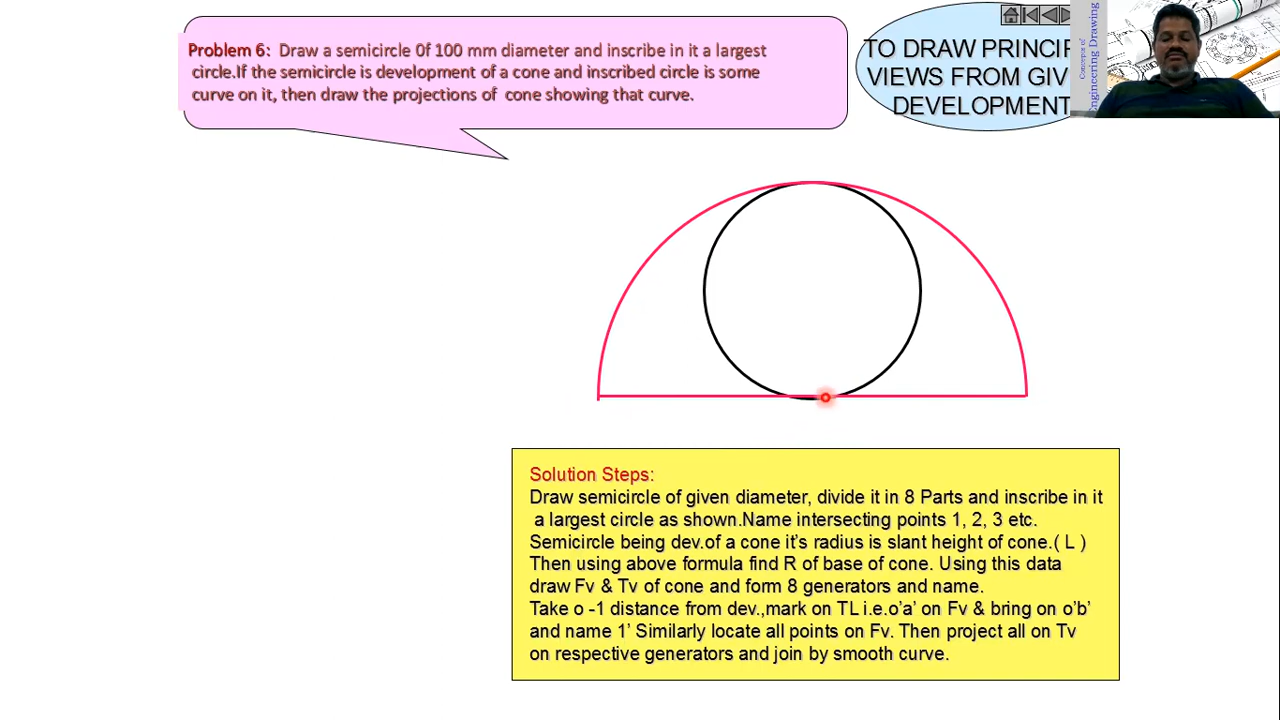 Problem 6: Draw a semicircle 0f 100 mm diameter and inscribe in it a largest
circle.If the semicircle is development of a cone and inscribed circle is some
curve on it, then draw the projections of cone showing that curve.
TO DRAW PRINCIP
VIEWS FROM GIV
DEVELOPMENT
Concepts of
Engineering Drawing
Solution Steps:
Draw semicircle of given diameter, divide it in 8 Parts and inscribe in it
a largest circle as shown.Name intersecting points 1, 2, 3 etc.
Semicircle being dev.of a cone it's radius is slant height of cone.( L )
Then using above formula find R of base of cone. Using this data
draw Fv & Tv of cone and form 8 generators and name.
Take o -1 distance from dev.,mark on TL i.e.o'a' on Fv & bring on o'b'
and name 1' Similarly locate all points on Fv. Then project all on Tv
on respective generators and join by smooth curve.